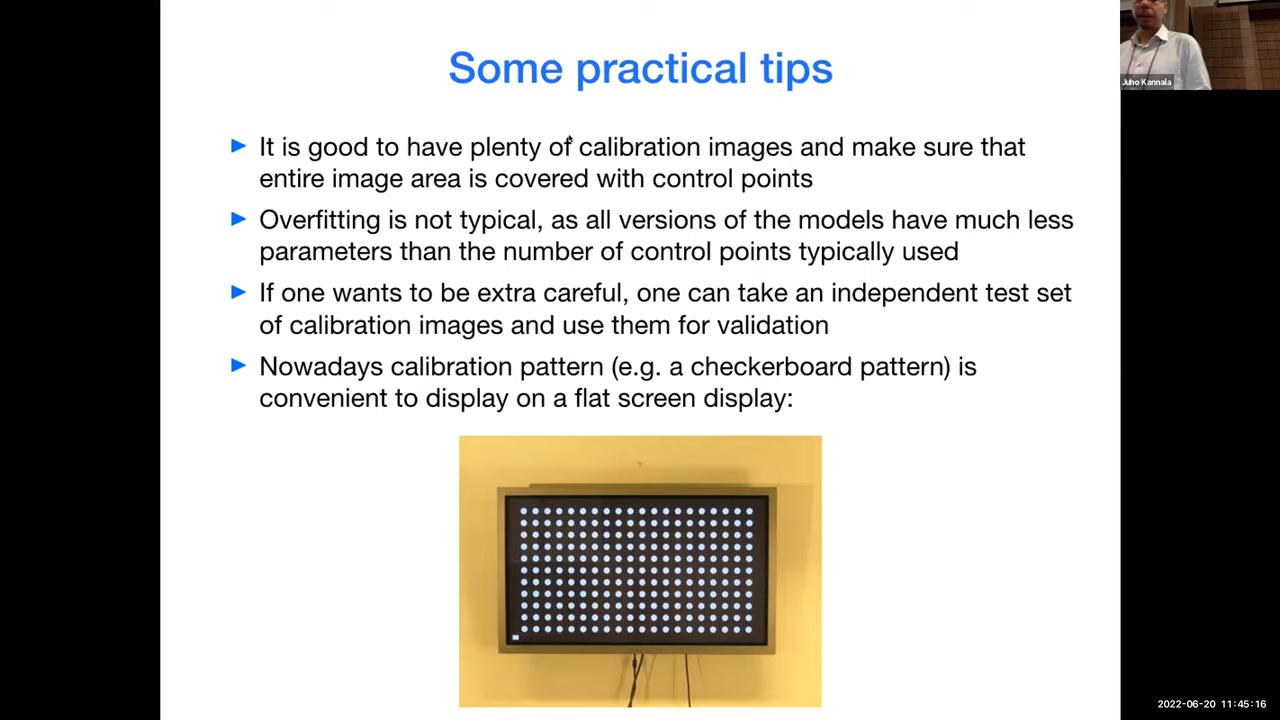 Some practical tips
It is good to have plenty of calibration images and make sure that
entire image area is covered with control points
Overfitting is not typical, as all versions of the models have much less
parameters than the number of control points typically used
If one wants to be extra careful, one can take an independent test set
of calibration images and use them for validation
Nowadays calibration pattern (e.g. a checkerboard pattern) is
convenient to display on a flat screen display:
Juho Kannala
2022-06-20 11:45:16